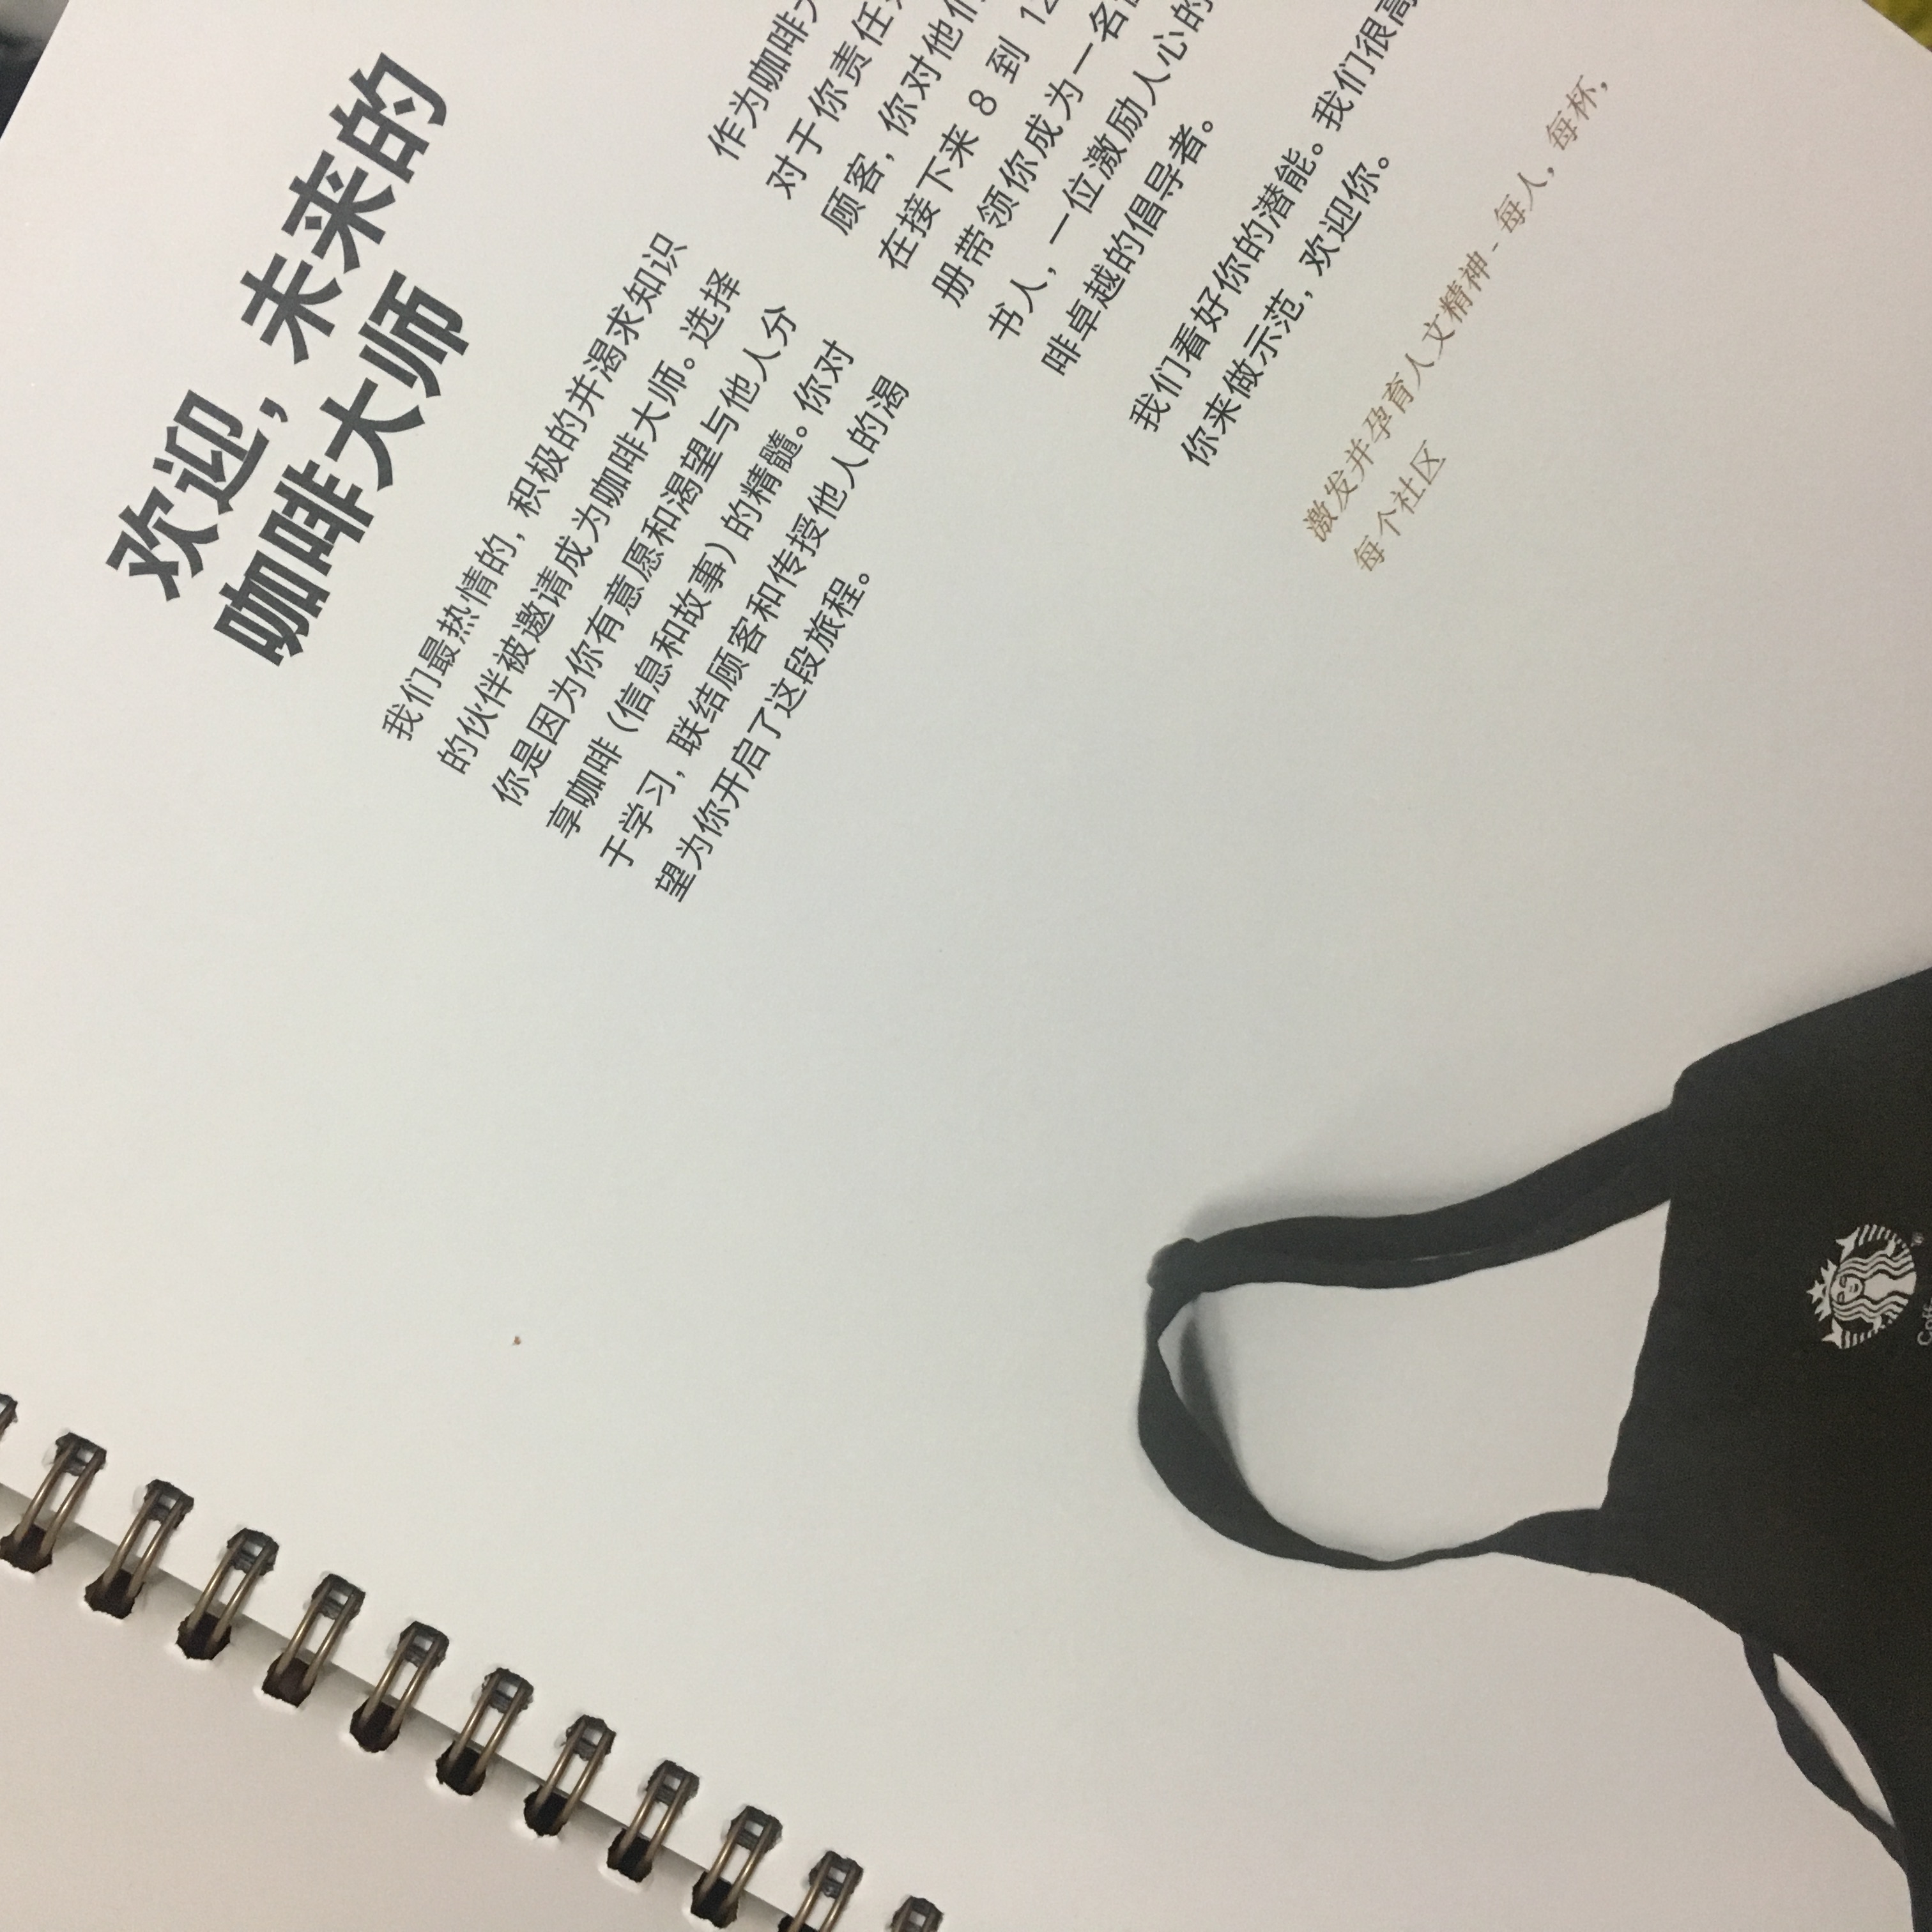 欢迎，未来的
咖啡大师
我们最热情的，积极的并渴求知识
的伙伴被邀请成为咖啡大师。选择
你是因为你有意愿和渴望与他人分
享咖啡（信息和故事）的精髓。你对
于学习，联结顾客和传授他人的渴
望为你开启了这段旅程。
作为咖啡
对于你责任
顾客，你对他们
在接下来 8 到 12
册带领你成为一名
书人，一位激励人心的
啡卓越的倡导者。
我们看好你的潜能。我们很高
你来做示范，欢迎你。
激发并孕育人文精神 - 每人，每杯，
每个社区